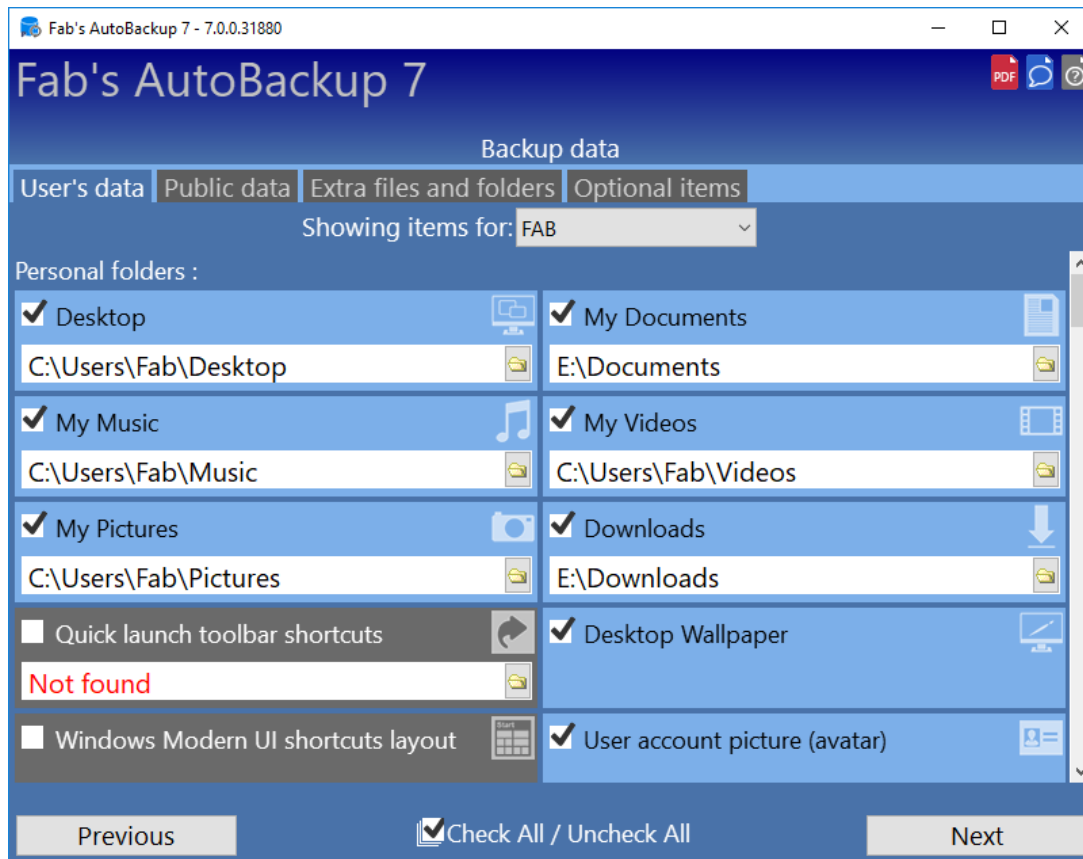 Fab's AutoBackup 7 - 7.0.0.31880
Fab's AutoBackup 7
PDF
?
Backup data
User's data Public data Extra files and folders Optional items
Showing items for: FAB
Personal folders :
Desktop
My Documents
C:\Users\Fab\Desktop
E:\Documents
My Music
My Videos
C:\Users\Fab\Music
C:\Users\Fab\Videos
My Pictures
Downloads
C:\Users\Fab\Pictures
E:\Downloads
Quick launch toolbar shortcuts
Desktop Wallpaper
Not found
Windows Modern UI shortcuts layout
Start
User account picture (avatar)
Previous
Check All / Uncheck All
Next